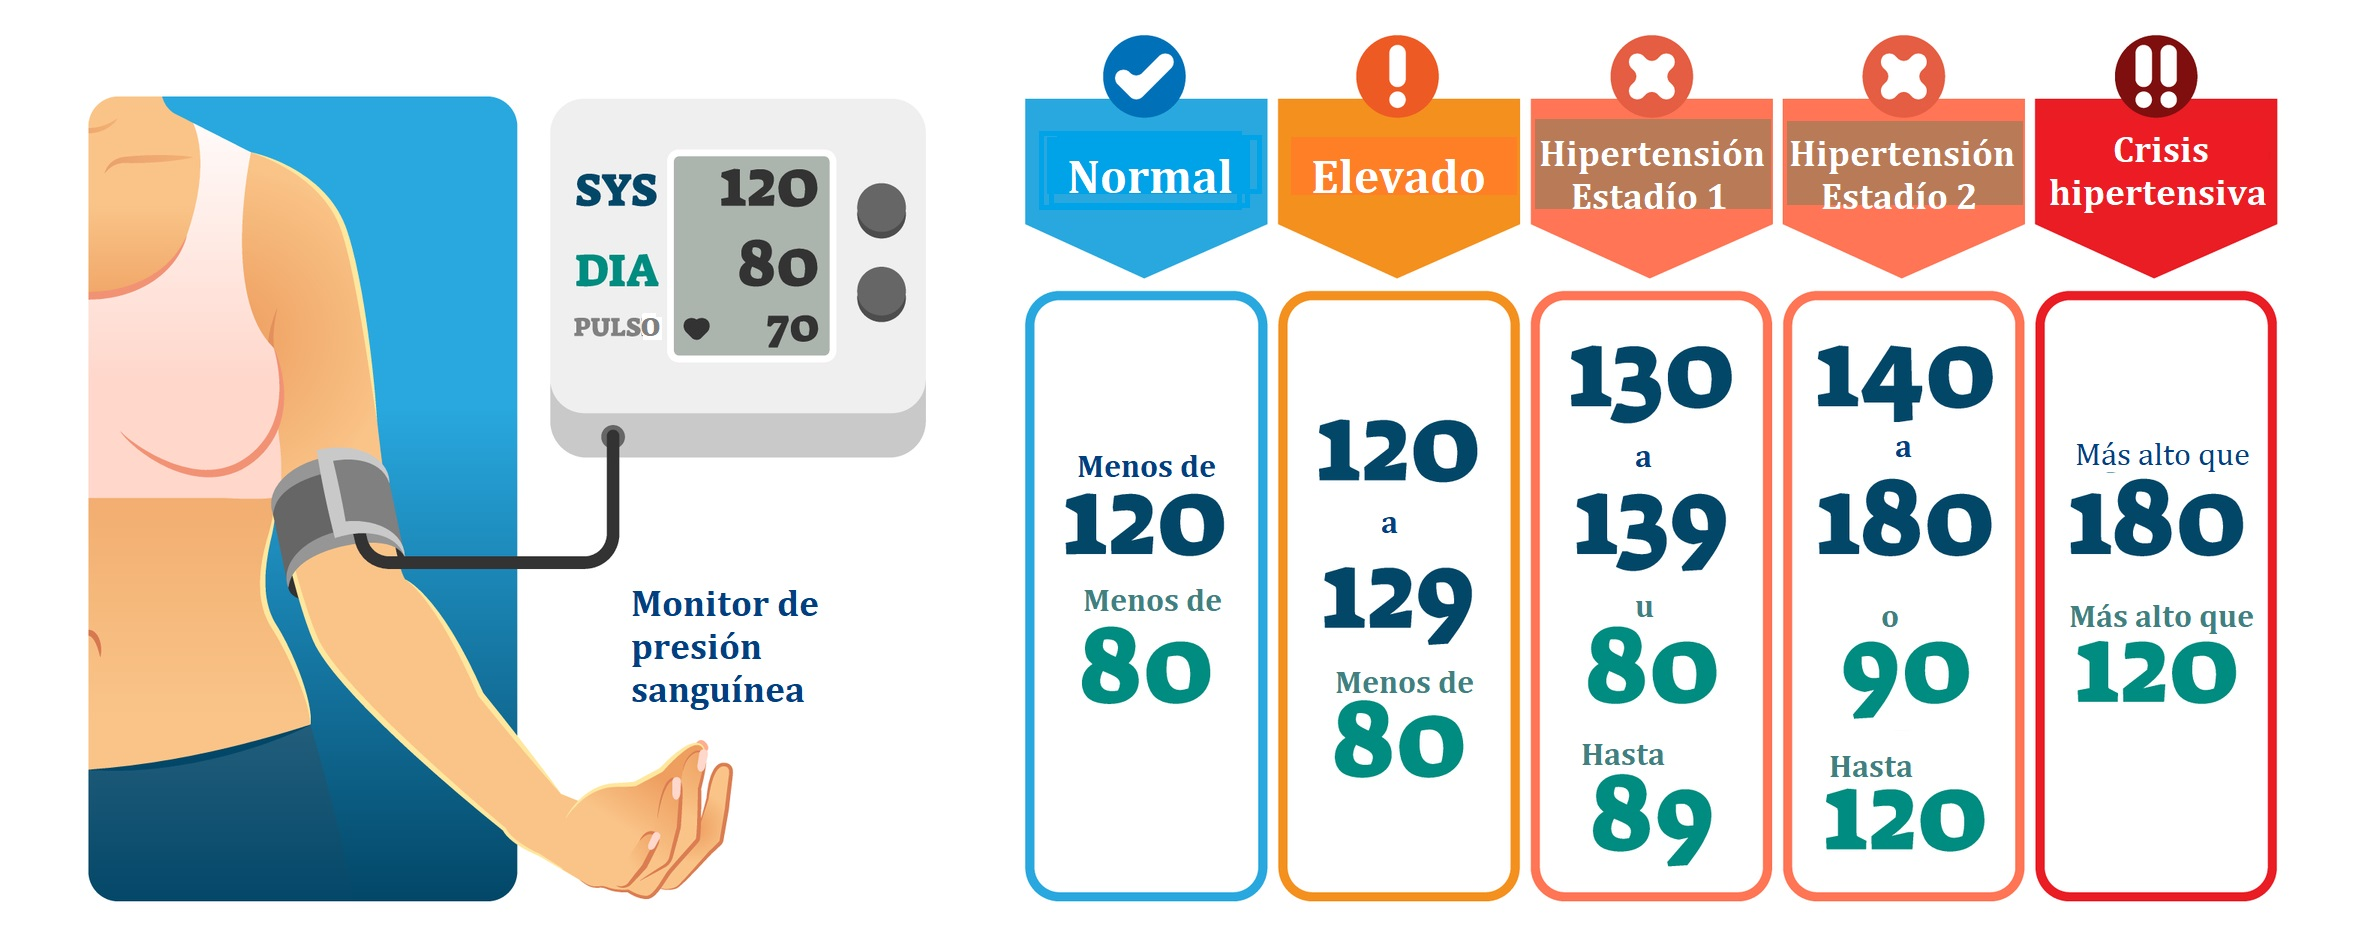 SYS 120
DIA 80
PULSO 70
Monitor de
presión
sanguínea
Normal
Menos de
120
Menos de
80
Elevado
120
a
129
Menos de
80
Hipertensión
Estadío 1
130
a
139
u
80
Hasta
89
Hipertensión
Estadío 2
140
a
180
o
90
Hasta
120
Crisis
hipertensiva
Más alto que
180
Más alto que
120